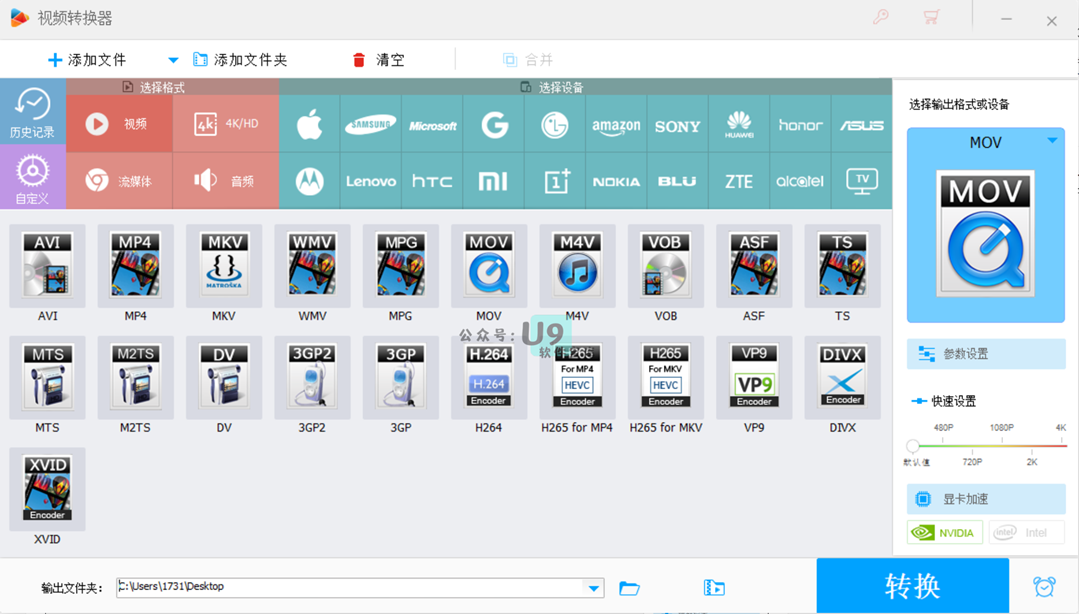 视频转换器
添加文件 添加文件夹 清空 合并
选择格式 选择设备
历史记录 视频 4k 4K/HD SAMSUNG Microsoft G LG amazon SONY HUAWEI honor ASUS
自定义 流媒体 音频 Lenovo hTC MI 1+ NOKIA BLU ZTE alcatel TV
AVI MP4 MKV MATROŠKA WMV MPG MOV M4V VOB ASF TS
AVI MP4 MKV WMV MPG MOV M4V VOB ASF TS
公众号: U9
软件
MTS M2TS DV 3GP2 3GP H.264 H265 H265 VP9 DIVX
For MP4 For MKV
H.264 HEVC HEVC VP9
Encoder Encoder Encoder Encoder Encoder
MTS M2TS DV 3GP2 3GP H264 H265 for MP4 H265 for MKV VP9 DIVX
XVID
Encoder
XVID
选择输出格式或设备
MOV
MOV
参数设置
快速设置
480P 1080P 4K
默认值 720P 2K
显卡加速
NVIDIA intel Intel
输出文件夹: :\Users\1731\Desktop
转换